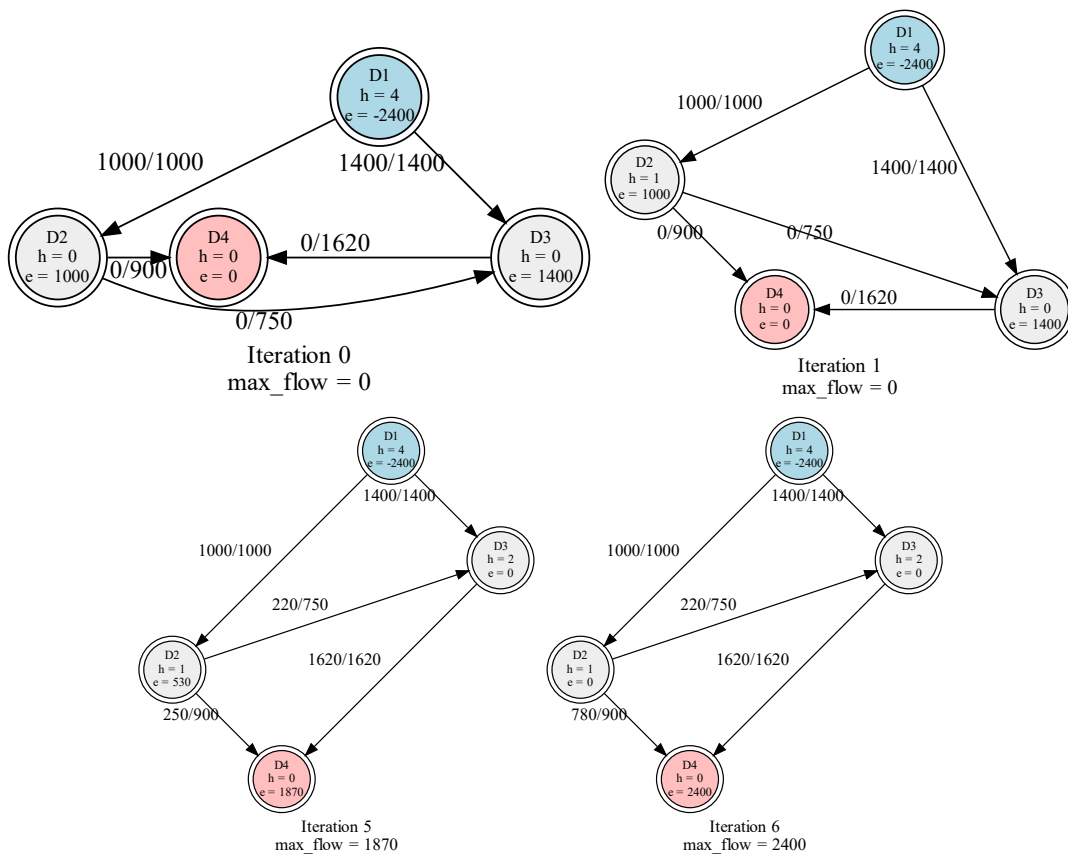 D1
h = 4
e = -2400
1000/1000
1400/1400
D2
h = 0
e = 1000
D4
h = 0
e = 0
D3
h = 0
e = 1400
0/900
0/1620
0/750
Iteration 0
max_flow = 0
D1
h = 4
e = -2400
1000/1000
1400/1400
D2
h = 1
e = 1000
0/900
0/750
D4
h = 0
e = 0
0/1620
D3
h = 0
e = 1400
Iteration 1
max_flow = 0
D1
h = 4
e = -2400
1400/1400
1000/1000
D3
h = 2
e = 0
220/750
D2
h = 1
e = 530
1620/1620
250/900
D4
h = 0
e = 1870
Iteration 5
max_flow = 1870
D1
h = 4
e = -2400
1400/1400
1000/1000
D3
h = 2
e = 0
220/750
D2
h = 1
e = 0
1620/1620
780/900
D4
h = 0
e = 2400
Iteration 6
max_flow = 2400